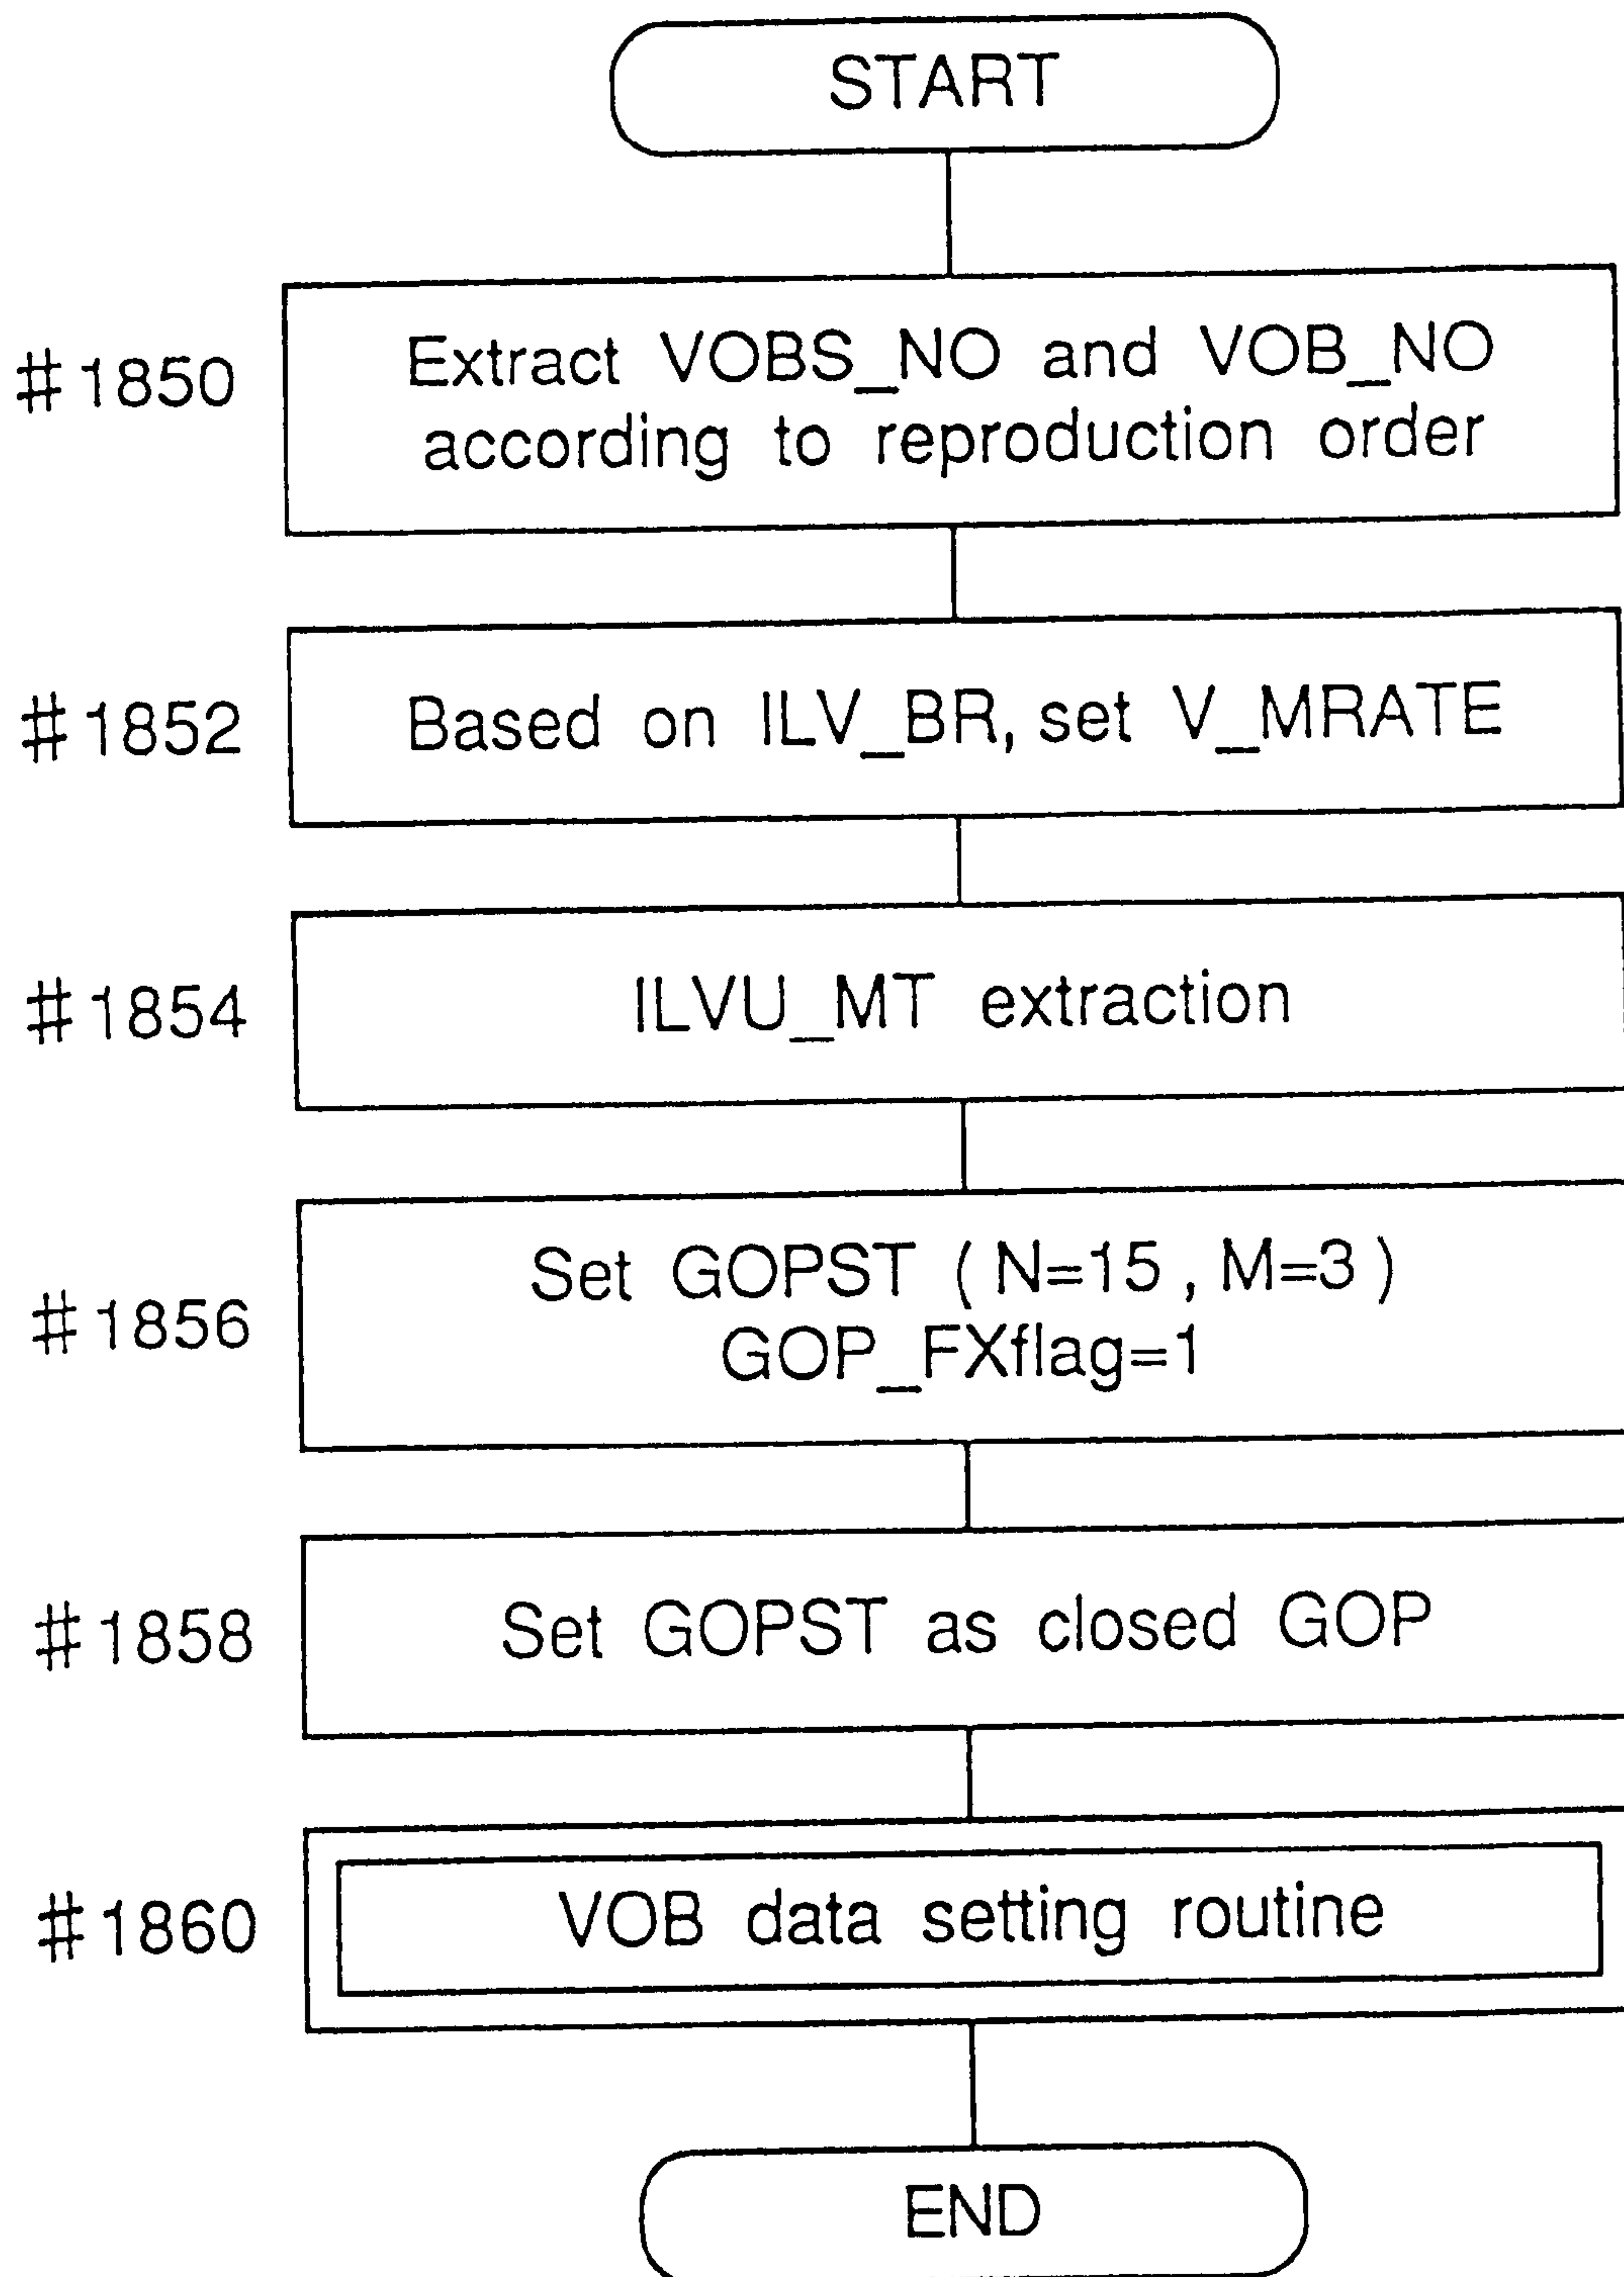 START
#1850
Extract VOBS_NO and VOB_NO
according to reproduction order
#1852
Based on ILV_BR, set V_MRATE
#1854
ILVU_MT extraction
#1856
Set GOPST ( N=15 , M=3 )
GOP_FXflag=1
#1858
Set GOPST as closed GOP
#1860
VOB data setting routine
END